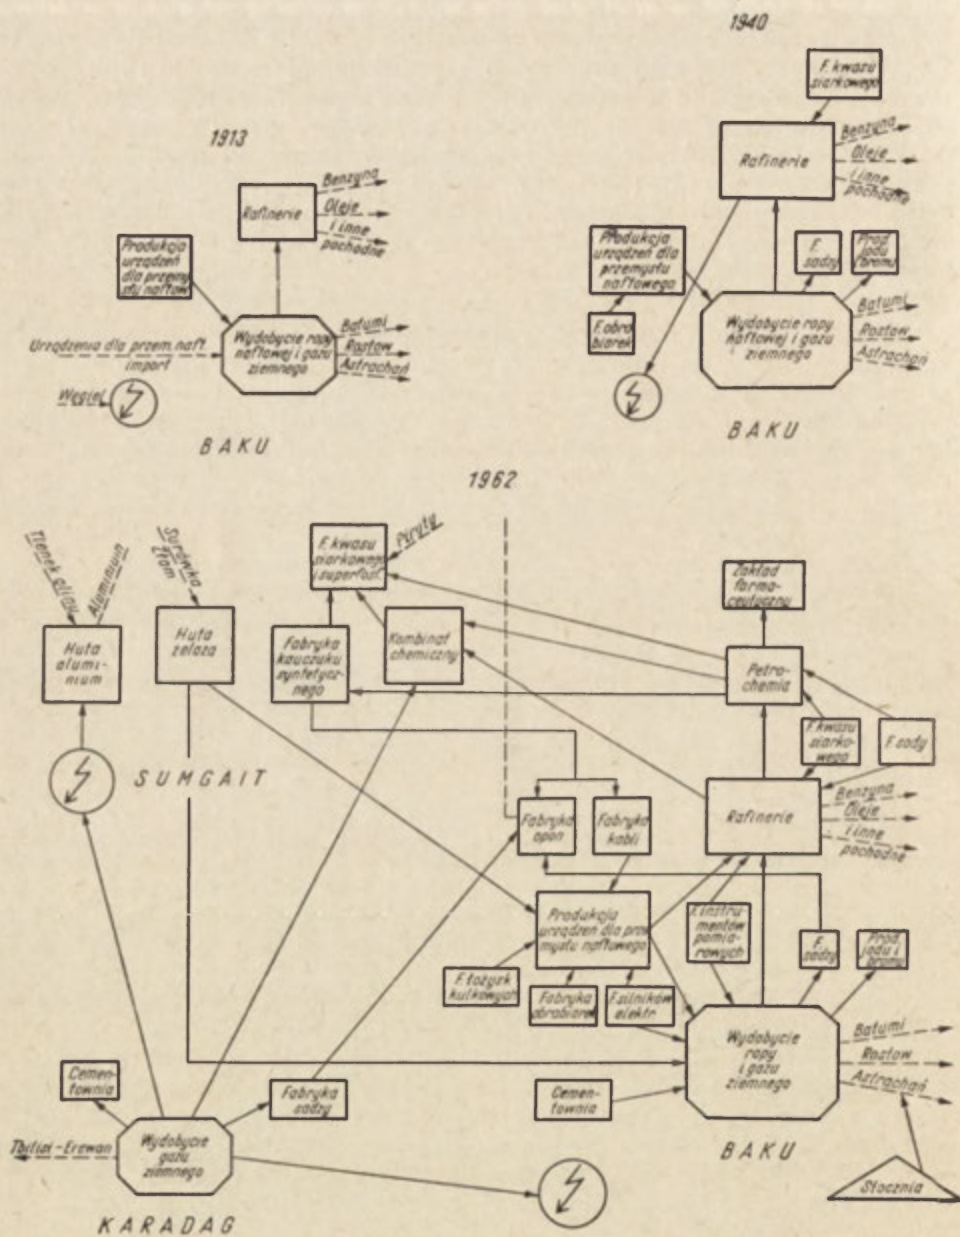 1913
Rafinerie
Benzyna
Oleje
i inne
pochodne
Produkcja
urządzeń
dla przemy
sły naftow
Urządzenia dla przem. naft.
import
Wydobycie ropy
naftowej i gazu
ziemnego
Batumi
Rostow
Astrachań
Węgiel
BAKU
1940
F. kwasu
siarkowego
Rafinerie
Benzyna
Oleje
i inne
pochodne
Produkcja
urządzeń dla
przemysłu
naftowego
F.
sadzy
Prod
jodu i
bromu
F. obra
biarek
Wydobycie ropy
naftowej i gazu
ziemnego
Batumi
Rostow
Astrachań
BAKU
1962
Tlenek glinu
Aluminium
Surówka
Złom
F. kwasu
siarkowego
i superfosf.
Piryty
Zakład
farma-
ceutyczny
Huta
alumi-
nium
Huta
żelaza
Fabryka
kauczuku
syntetycz-
nego
Kombinat
chemiczny
Petro-
chemia
F. kwasu
siarko-
wego
F. sody
SUMGAIT
Fabryka
opon
Fabryka
kabli
Rafinerie
Benzyna
Oleje
i inne
pochodne
Produkcja
urządzeń dla prze
mysłu naftowego
F. instru-
mentów
pomia-
rowych
F.
sadzy
Prod.
jodu i
bromu
F. łożysk
kulkowych
Fabryka
obrabiarek
F. silników
elektr
Wydobycie
ropy
i gazu
ziemnego
Batumi
Rostow
Astrachań
Cemen-
townia
Fabryka
sadzy
Cemen-
townia
Tbilisi-Erewan
Wydobycie
gazu
ziemnego
BAKU
Stocznia
KARADAG